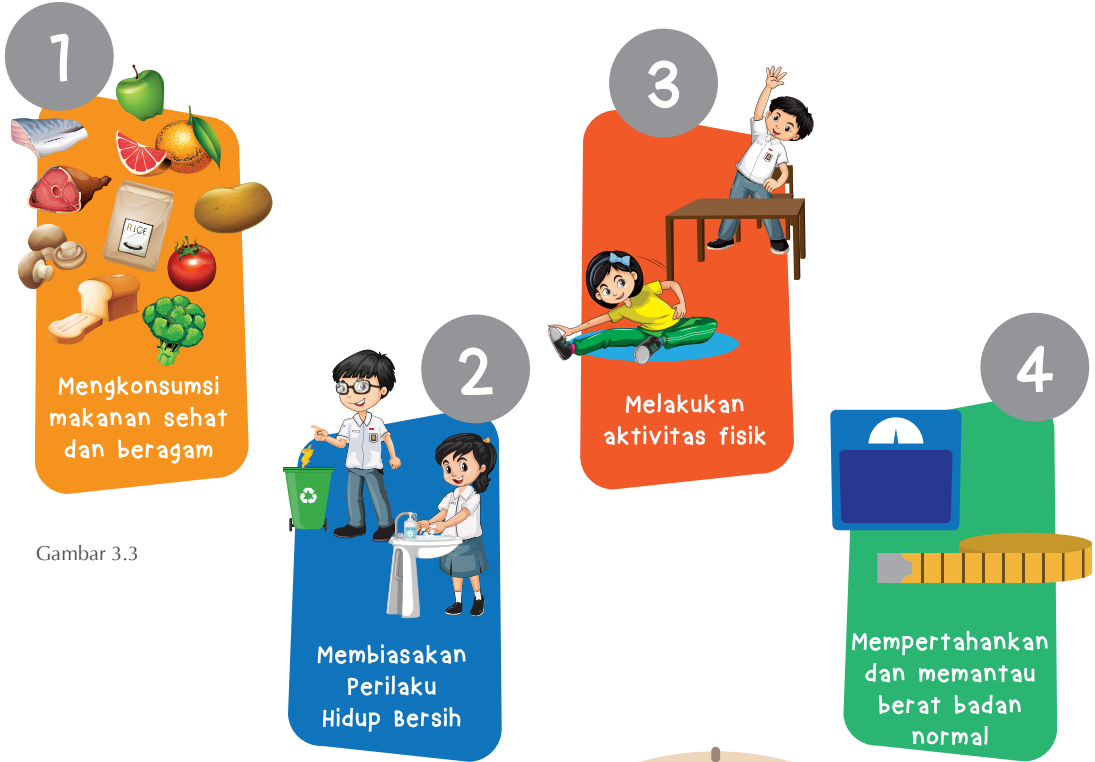 1
RICE
Mengkonsumsi
makanan sehat
dan beragam
Gambar 3.3
2
Membiasakan
Perilaku
Hidup Bersih
3
Melakukan
aktivitas fisik
4
Mempertahankan
dan memantau
berat badan
normal